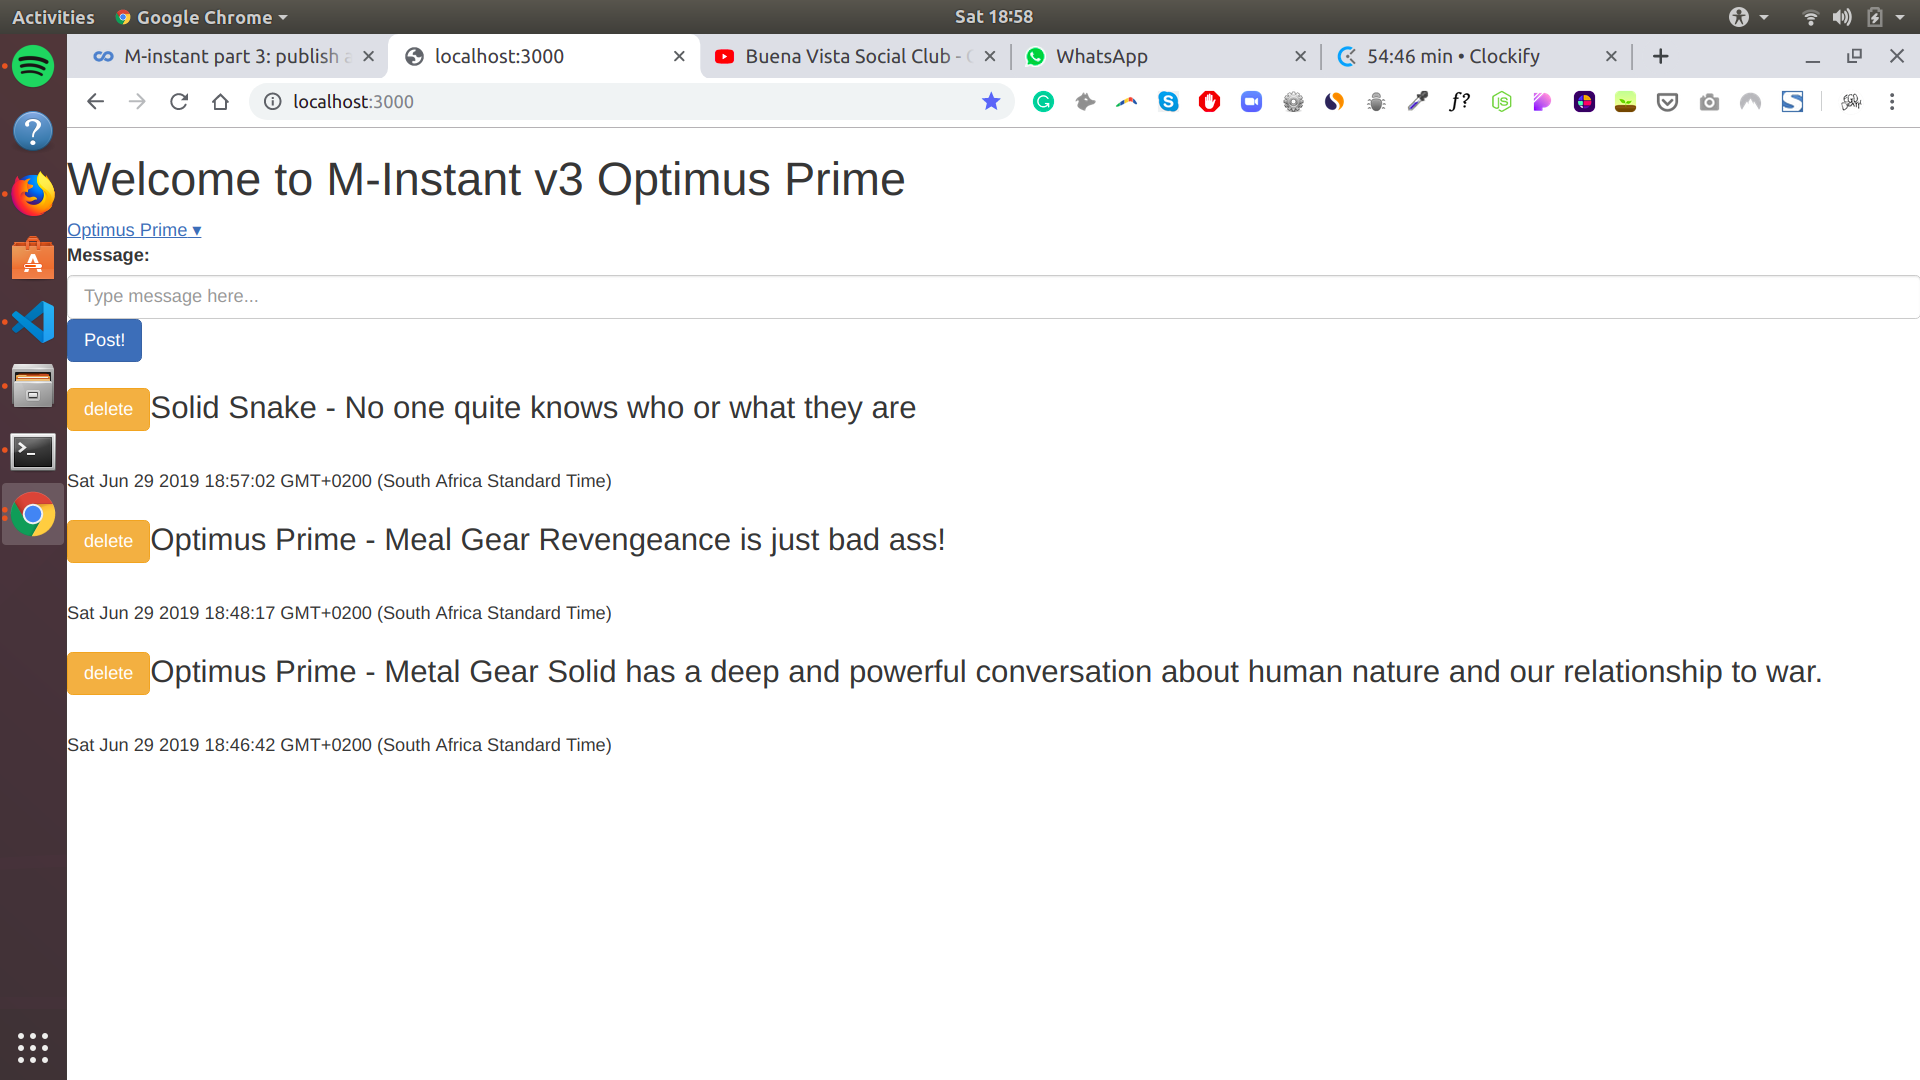 Activities
Google Chrome
Sat 18:58
M-instant part 3: publish a
localhost:3000
Buena Vista Social Club -
WhatsApp
54:46 min • Clockify
localhost:3000
Welcome to M-Instant v3 Optimus Prime
Optimus Prime ▾
Message:
Type message here...
Post!
delete Solid Snake - No one quite knows who or what they are
Sat Jun 29 2019 18:57:02 GMT+0200 (South Africa Standard Time)
delete Optimus Prime - Meal Gear Revengeance is just bad ass!
Sat Jun 29 2019 18:48:17 GMT+0200 (South Africa Standard Time)
delete Optimus Prime - Metal Gear Solid has a deep and powerful conversation about human nature and our relationship to war.
Sat Jun 29 2019 18:46:42 GMT+0200 (South Africa Standard Time)